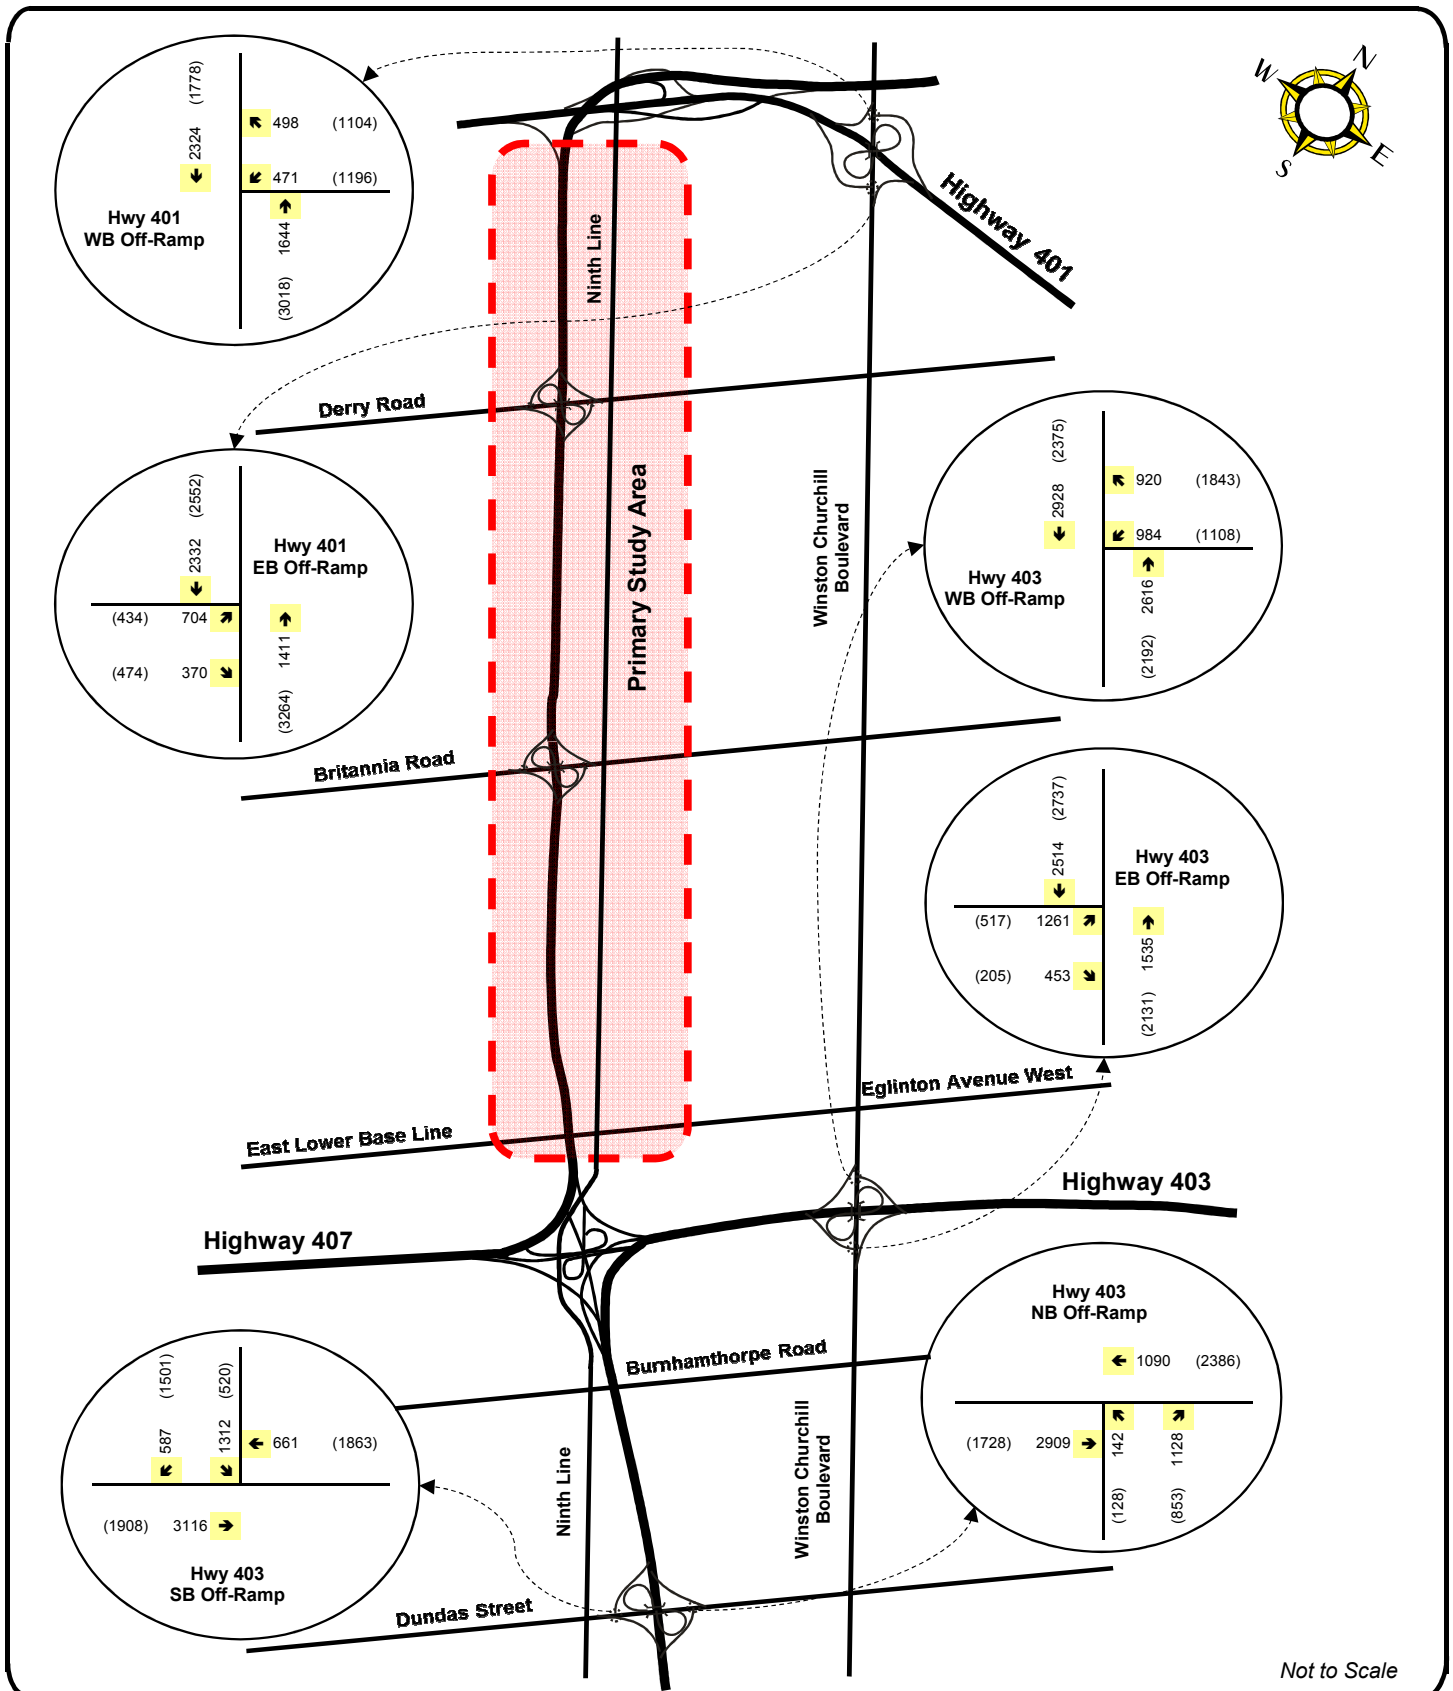 N
W
E
S
(1778)
2324
498 (1104)
471 (1196)
Hwy 401
WB Off-Ramp
1644
(3018)
Highway 401
Ninth Line
Derry Road
(2552)
2332
Hwy 401
EB Off-Ramp
(434) 704
(474) 370
1411
(3264)
Primary Study Area
Winston Churchill
Boulevard
(2375)
2928
920 (1843)
984 (1108)
Hwy 403
WB Off-Ramp
2616
(2192)
Britannia Road
(2737)
2514
Hwy 403
EB Off-Ramp
(517) 1261
(205) 453
1535
(2131)
Eglinton Avenue West
East Lower Base Line
Highway 403
Highway 407
Hwy 403
NB Off-Ramp
1090 (2386)
(1728) 2909
142
1128
(128)
(853)
Burnhamthorpe Road
(1501)
(520)
587
1312
661 (1863)
(1908) 3116
Hwy 403
SB Off-Ramp
Ninth Line
Winston Churchill
Boulevard
Dundas Street
Not to Scale